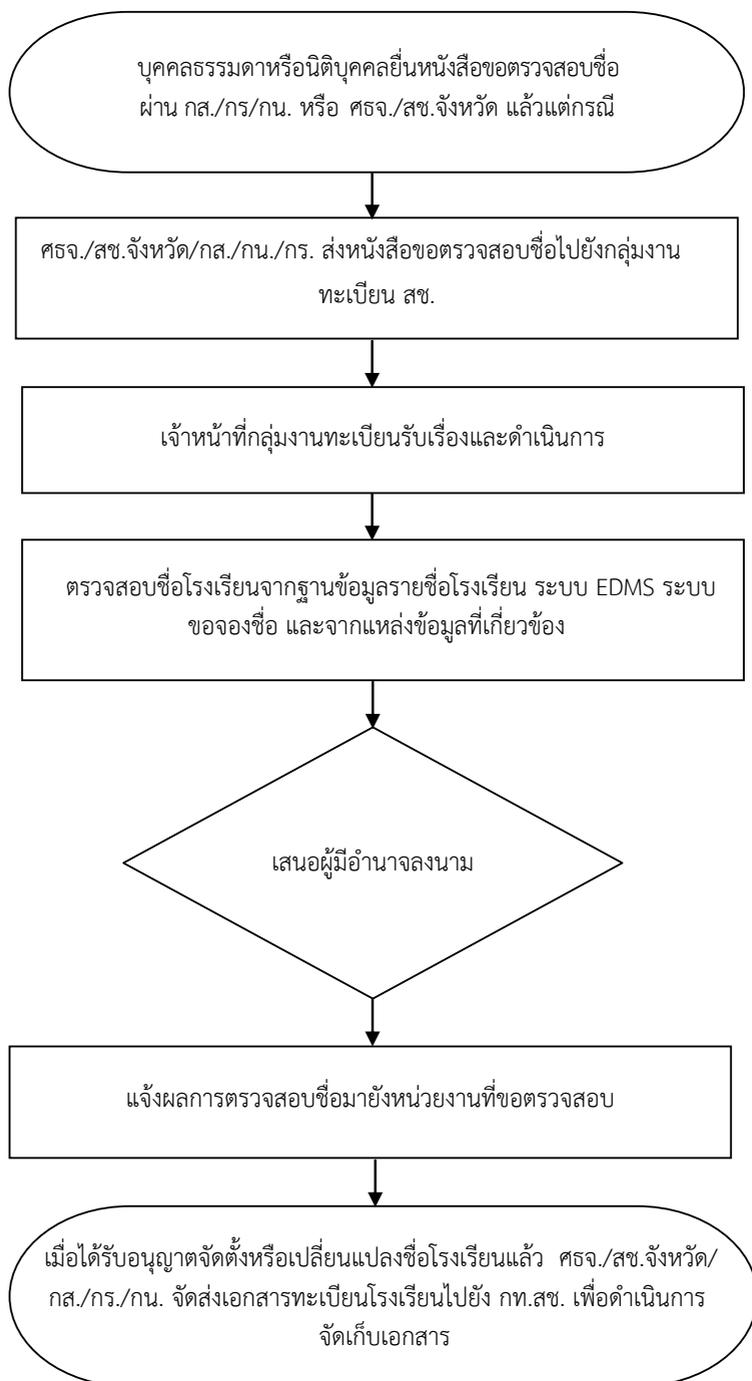 บุคคลธรรมดาหรือนิติบุคคลยื่นหนังสือขอตรวจสอบชื่อ
ผ่าน กส./กร/กน. หรือ ศธจ./สช.จังหวัด แล้วแต่กรณี
ศธจ./สช.จังหวัด/กส./กน./กร. ส่งหนังสือขอตรวจสอบชื่อไปยังกลุ่มงาน
ทะเบียน สช.
เจ้าหน้าที่กลุ่มงานทะเบียนรับเรื่องและดำเนินการ
ตรวจสอบชื่อโรงเรียนจากฐานข้อมูลรายชื่อโรงเรียน ระบบ EDMS ระบบ
ขอจองชื่อ และจากแหล่งข้อมูลที่เกี่ยวข้อง
เสนอผู้มีอำนาจลงนาม
แจ้งผลการตรวจสอบชื่อมายังหน่วยงานที่ขอตรวจสอบ
เมื่อได้รับอนุญาตจัดตั้งหรือเปลี่ยนแปลงชื่อโรงเรียนแล้ว ศธจ./สช.จังหวัด/
กส./กร./กน. จัดส่งเอกสารทะเบียนโรงเรียนไปยัง กท.สช. เพื่อดำเนินการ
จัดเก็บเอกสาร